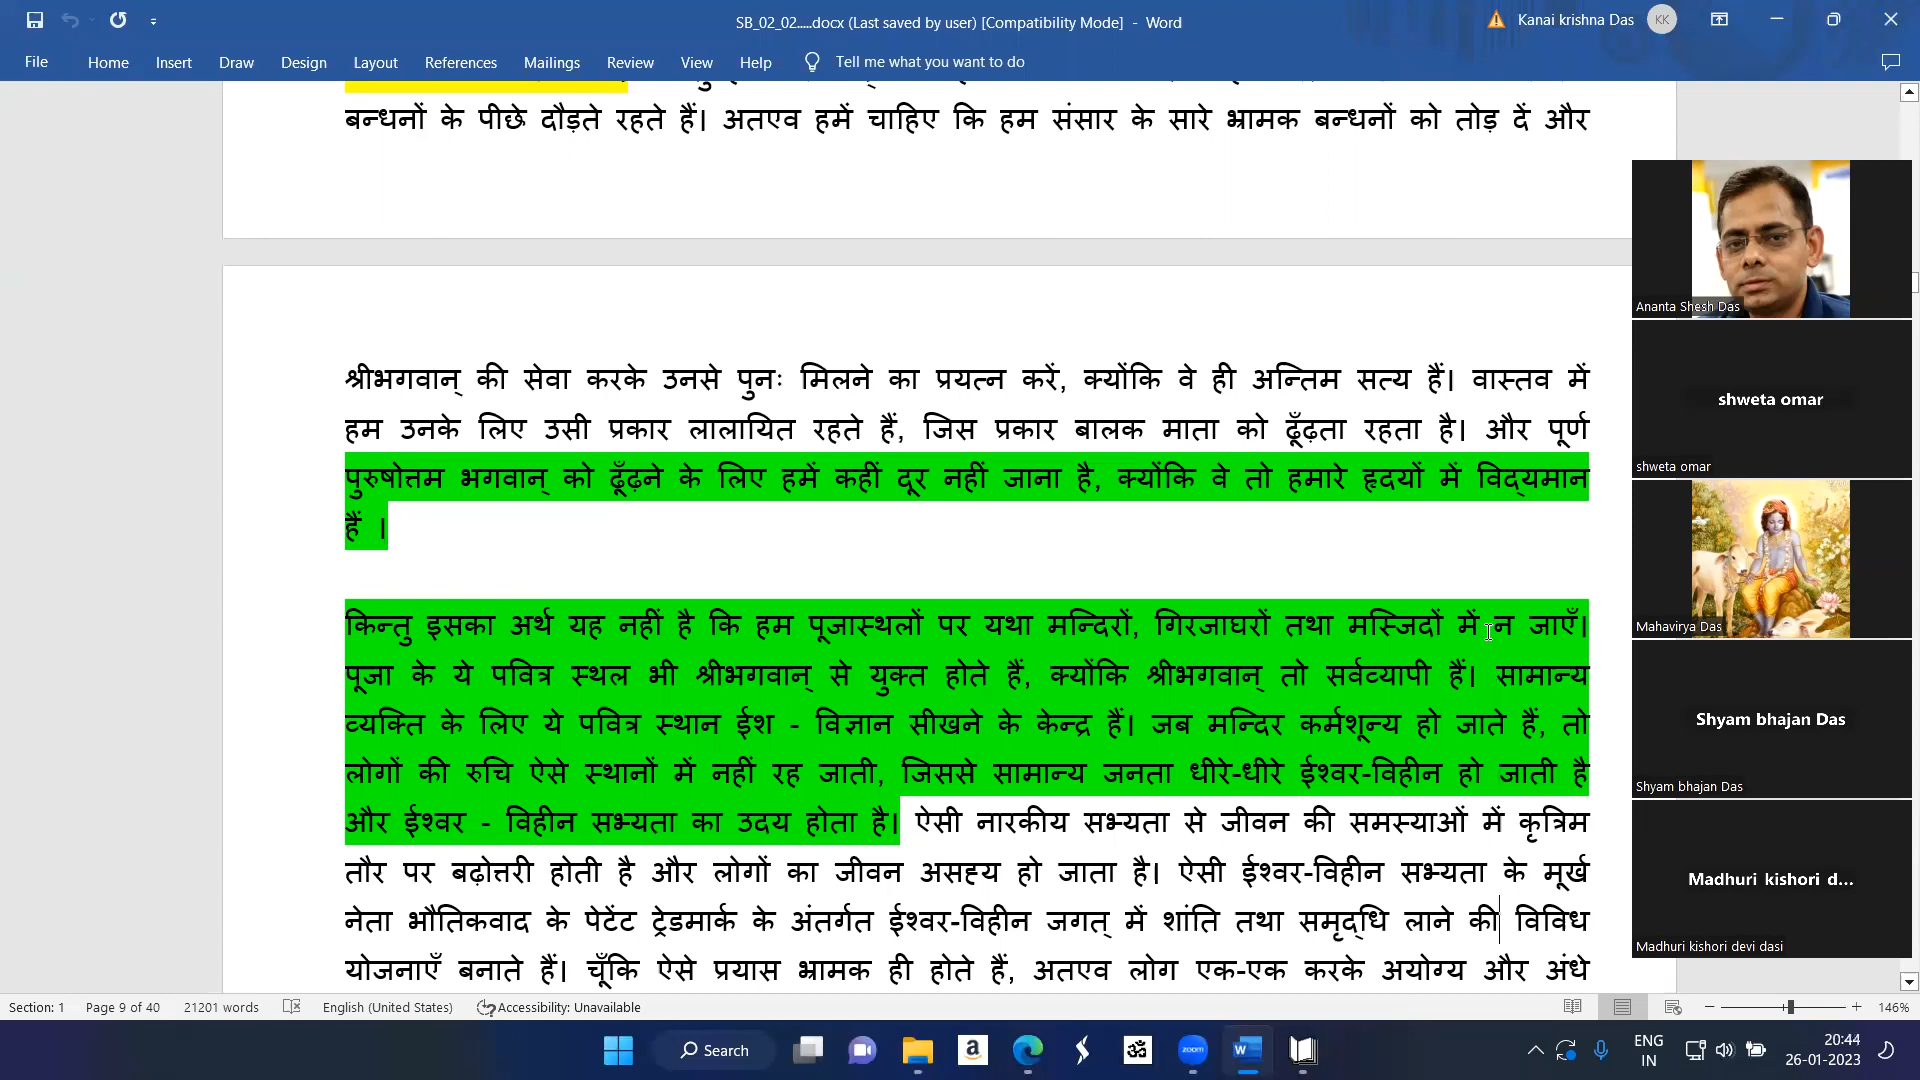 SB_02_02.....docx (Last saved by user) [Compatibility Mode] - Word
Kanai krishna Das
KK
File Home Insert Draw Design Layout References Mailings Review View Help Tell me what you want to do
बन्धनों के पीछे दौड़ते रहते हैं। अतएव हमें चाहिए कि हम संसार के सारे भ्रामक बन्धनों को तोड़ दें और
श्रीभगवान् की सेवा करके उनसे पुनः मिलने का प्रयत्न करें, क्योंकि वे ही अन्तिम सत्य हैं। वास्तव में
हम उनके लिए उसी प्रकार लालायित रहते हैं, जिस प्रकार बालक माता को ढूँढ़ता रहता है। और पूर्ण
पुरुषोत्तम भगवान् को ढूँढ़ने के लिए हमें कहीं दूर नहीं जाना है, क्योंकि वे तो हमारे हृदयों में विद्यमान
हैं ।
किन्तु इसका अर्थ यह नहीं है कि हम पूजास्थलों पर यथा मन्दिरों, गिरजाघरों तथा मस्जिदों में न जाएँ।
पूजा के ये पवित्र स्थल भी श्रीभगवान् से युक्त होते हैं, क्योंकि श्रीभगवान् तो सर्वव्यापी हैं। सामान्य
व्यक्ति के लिए ये पवित्र स्थान ईश - विज्ञान सीखने के केन्द्र हैं। जब मन्दिर कर्मशून्य हो जाते हैं, तो
लोगों की रुचि ऐसे स्थानों में नहीं रह जाती, जिससे सामान्य जनता धीरे-धीरे ईश्वर-विहीन हो जाती है
और ईश्वर - विहीन सभ्यता का उदय होता है। ऐसी नारकीय सभ्यता से जीवन की समस्याओं में कृत्रिम
तौर पर बढ़ोत्तरी होती है और लोगों का जीवन असह्य हो जाता है। ऐसी ईश्वर-विहीन सभ्यता के मूर्ख
नेता भौतिकवाद के पेटेंट ट्रेडमार्क के अंतर्गत ईश्वर-विहीन जगत् में शांति तथा समृद्धि लाने की विविध
योजनाएँ बनाते हैं। चूँकि ऐसे प्रयास भ्रामक ही होते हैं, अतएव लोग एक-एक करके अयोग्य और अंधे
Ananta Shesh Das
shweta omar
shweta omar
Mahavirya Das
Shyam bhajan Das
Shyam bhajan Das
Madhuri kishori d...
Madhuri kishori devi dasi
Section: 1 Page 9 of 40 21201 words English (United States) Accessibility: Unavailable 146%
Search
a
zoom
ॐ
ENG
IN
20:44
26-01-2023